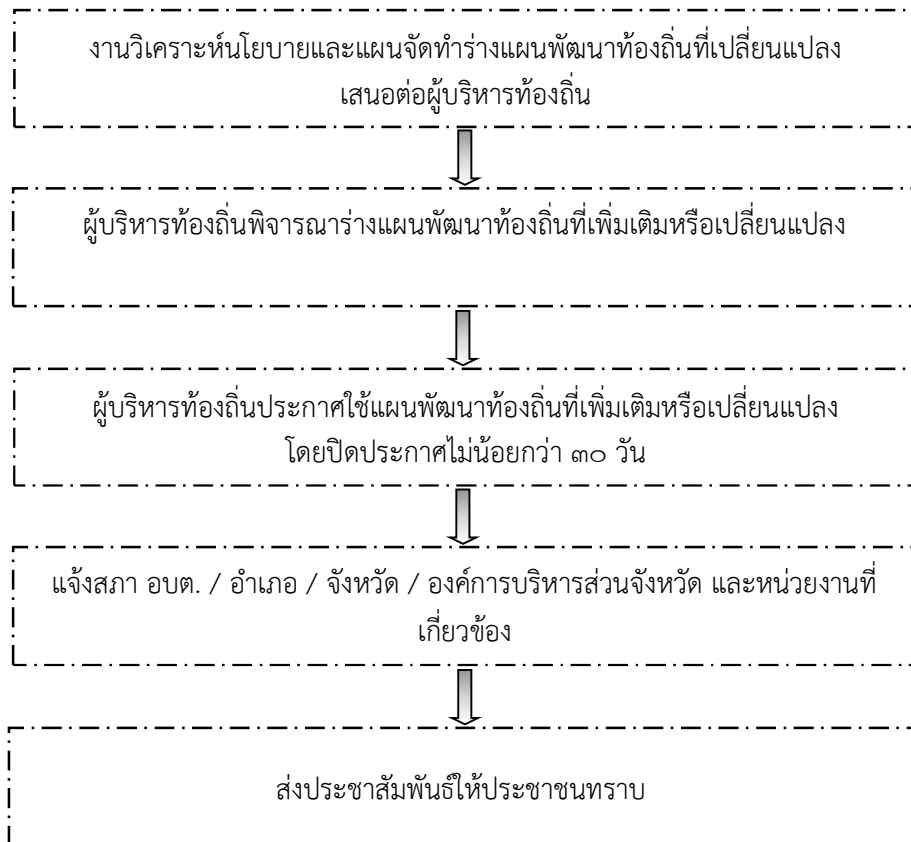 งานวิเคราะห์นโยบายและแผนจัดทำร่างแผนพัฒนาท้องถิ่นที่เปลี่ยนแปลง
เสนอต่อผู้บริหารท้องถิ่น
ผู้บริหารท้องถิ่นพิจารณาร่างแผนพัฒนาท้องถิ่นที่เพิ่มเติมหรือเปลี่ยนแปลง
ผู้บริหารท้องถิ่นประกาศใช้แผนพัฒนาท้องถิ่นที่เพิ่มเติมหรือเปลี่ยนแปลง
โดยปิดประกาศไม่น้อยกว่า ๓๐ วัน
แจ้งสภา อบต. / อำเภอ / จังหวัด / องค์การบริหารส่วนจังหวัด และหน่วยงานที่
เกี่ยวข้อง
ส่งประชาสัมพันธ์ให้ประชาชนทราบ